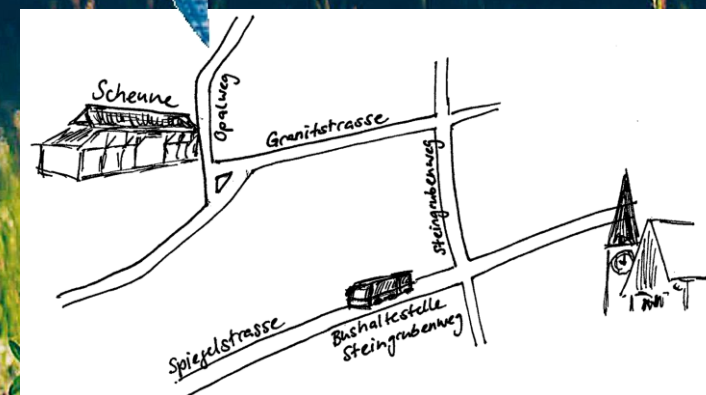 Scheune
Opalweg
Granitstrasse
Steingrubenweg
Spiegelstrasse
Bushaltestelle
Steingrubenweg